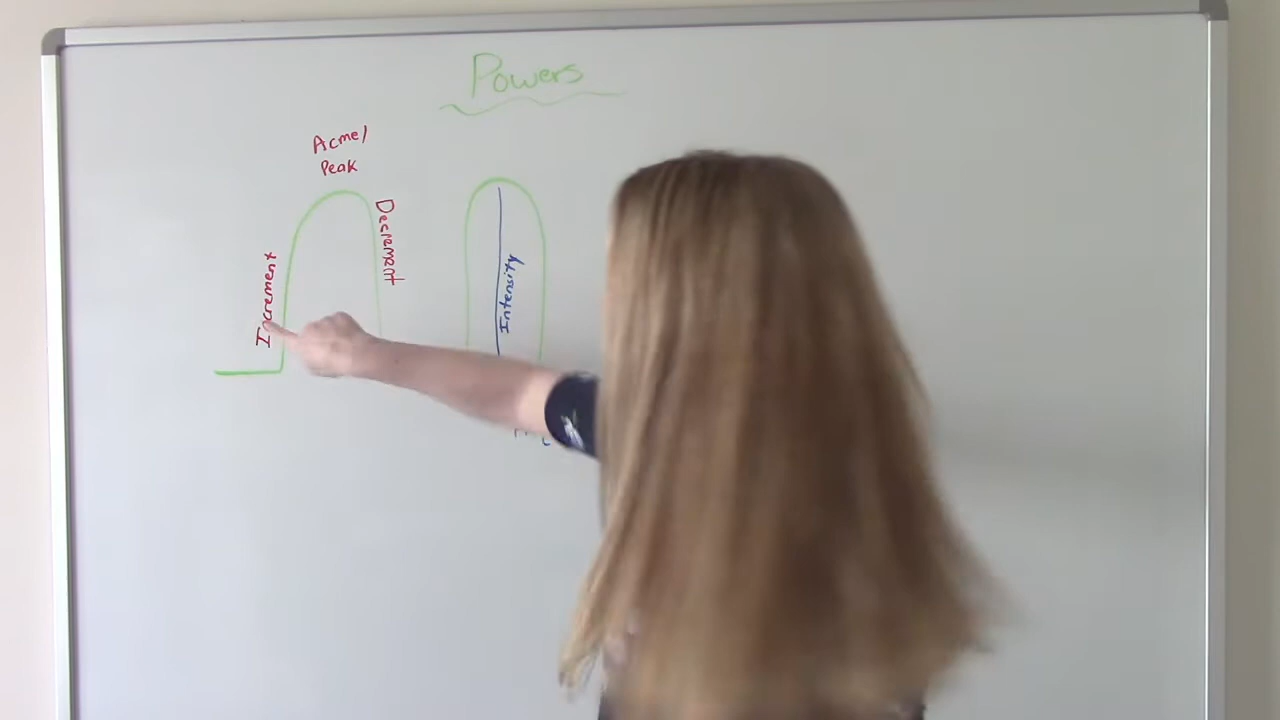 Powers
Acme/
Peak
Increment
Decrement
Intensity